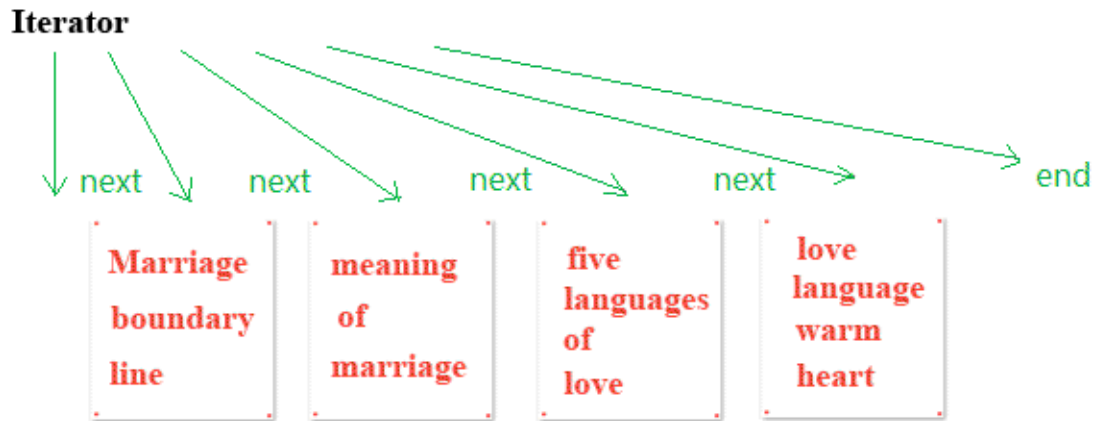 Iterator
next next next next end
Marriage
boundary
line
meaning
of
marriage
five
languages
of
love
love
language
warm
heart